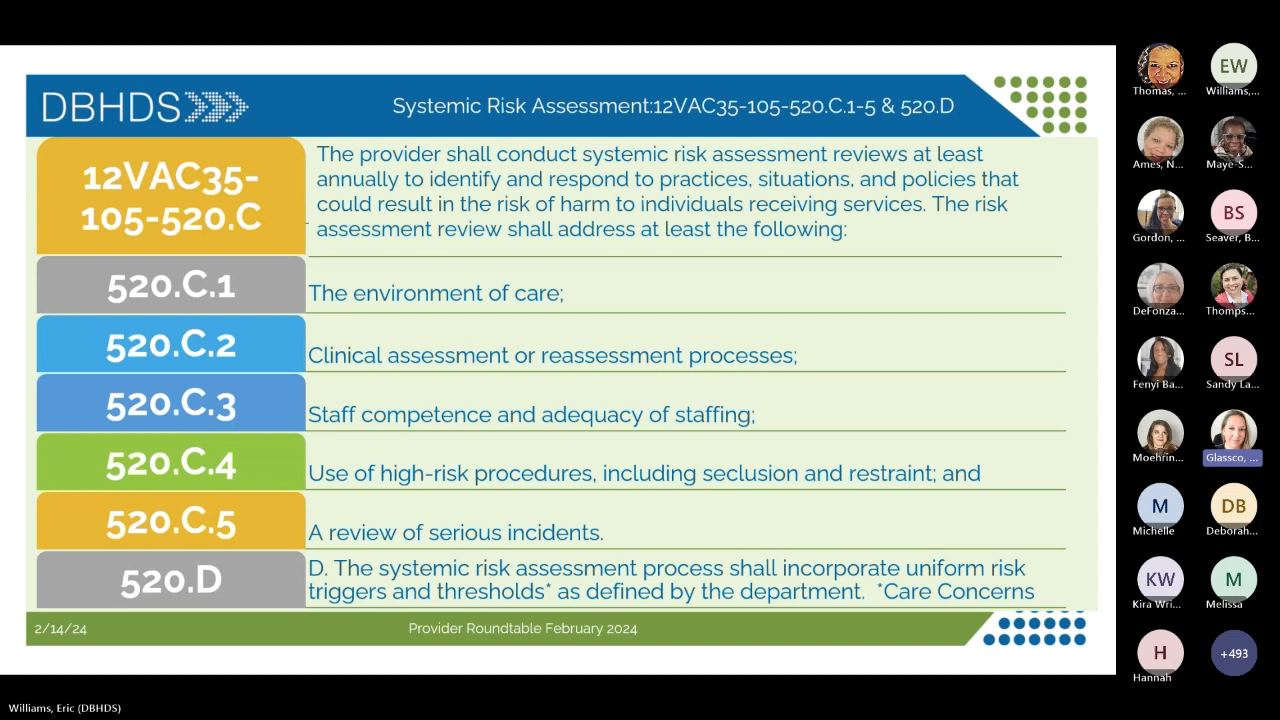 DBHDS
Systemic Risk Assessment:12VAC35-105-520.C.1-5 & 520.D
12VAC35-
105-520.C
The provider shall conduct systemic risk assessment reviews at least
annually to identify and respond to practices, situations, and policies that
could result in the risk of harm to individuals receiving services. The risk
assessment review shall address at least the following:
520.C.1
The environment of care;
520.C.2
Clinical assessment or reassessment processes;
520.C.3
Staff competence and adequacy of staffing;
520.C.4
Use of high-risk procedures, including seclusion and restraint; and
520.C.5
A review of serious incidents.
520.D
D. The systemic risk assessment process shall incorporate uniform risk
triggers and thresholds* as defined by the department. *Care Concerns
2/14/24
Provider Roundtable February 2024
Thomas, ...
EW
Williams,...
Ames, N...
Maye-S...
Gordon, ...
BS
Seaver, B...
DeFonza...
Thomps...
Fenyi Ba...
SL
Sandy La...
Moehrin...
Glassco, ...
M
Michelle
DB
Deborah...
KW
Kira Wri...
M
Melissa
H
Hannah
+493
Williams, Eric (DBHDS)